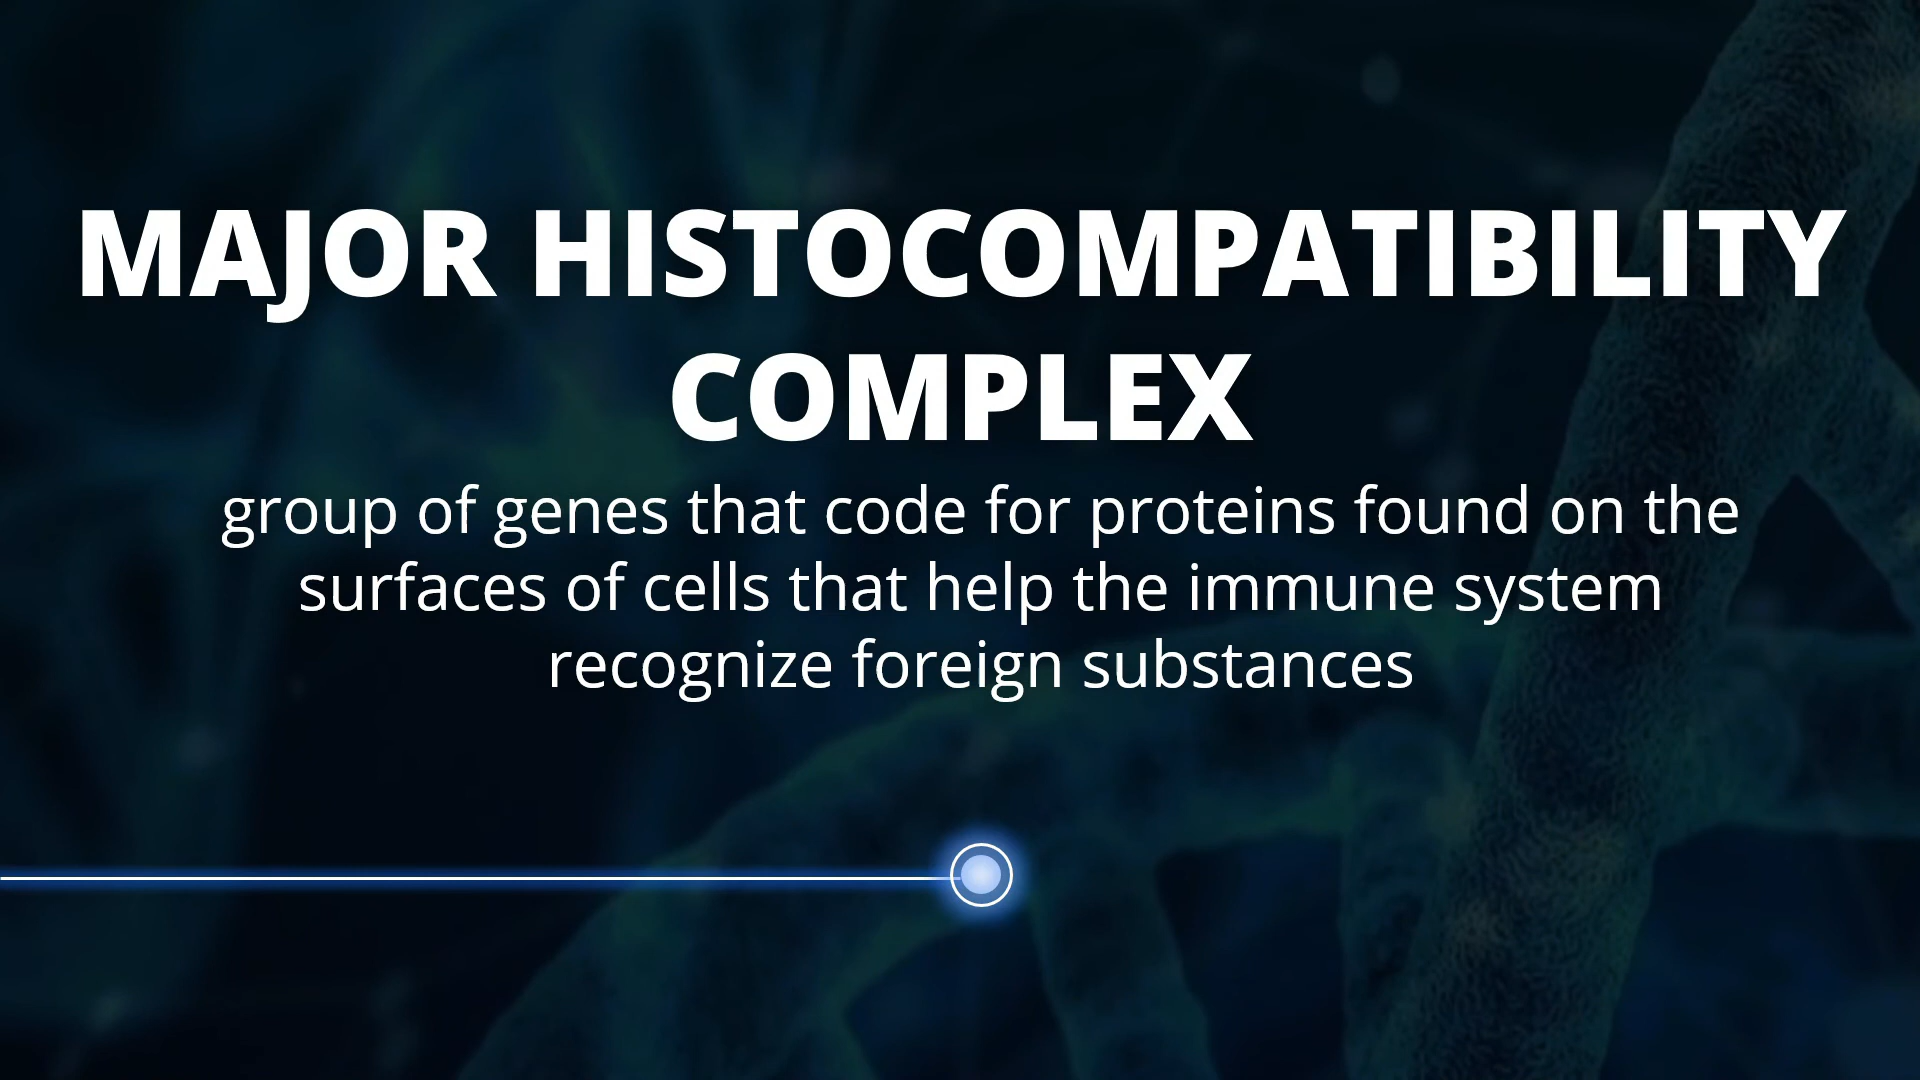 MAJOR HISTOCOMPATIBILITY
COMPLEX
group of genes that code for proteins found on the
surfaces of cells that help the immune system
recognize foreign substances